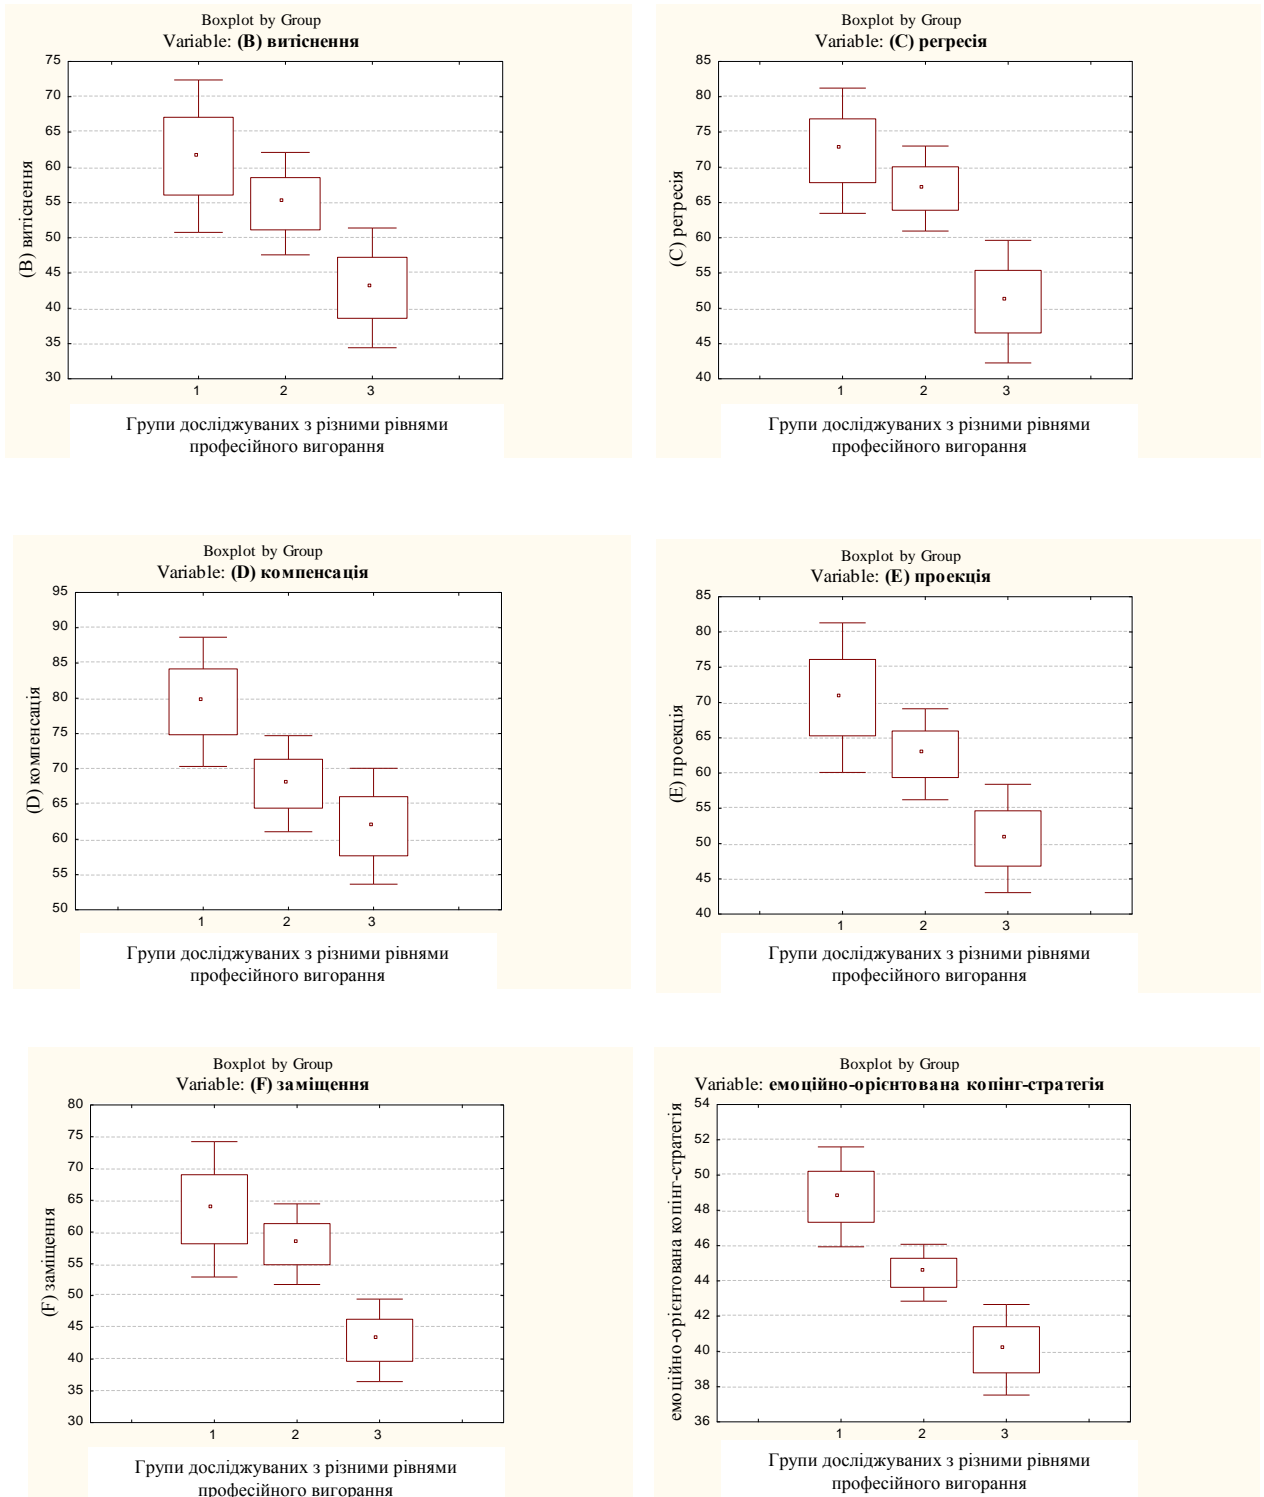 Boxplot by Group
Variable: (B) витіснення
75
70
65
60
55
50
45
40
35
30
(B) витіснення
1 2 3
Групи досліджуваних з різними рівнями
професійного вигорання
Boxplot by Group
Variable: (C) регресія
85
80
75
70
65
60
55
50
45
40
(C) регресія
1 2 3
Групи досліджуваних з різними рівнями
професійного вигорання
Boxplot by Group
Variable: (D) компенсація
95
90
85
80
75
70
65
60
55
50
(D) компенсація
1 2 3
Групи досліджуваних з різними рівнями
професійного вигорання
Boxplot by Group
Variable: (E) проекція
85
80
75
70
65
60
55
50
45
40
(E) проекція
1 2 3
Групи досліджуваних з різними рівнями
професійного вигорання
Boxplot by Group
Variable: (F) заміщення
80
75
70
65
60
55
50
45
40
35
30
(F) заміщення
1 2 3
Групи досліджуваних з різними рівнями
професійного вигорання
Boxplot by Group
Variable: емоційно-орієнтована копінг-стратегія
54
52
50
48
46
44
42
40
38
36
емоційно-орієнтована копінг-стратегія
1 2 3
Групи досліджуваних з різними рівнями
професійного вигорання